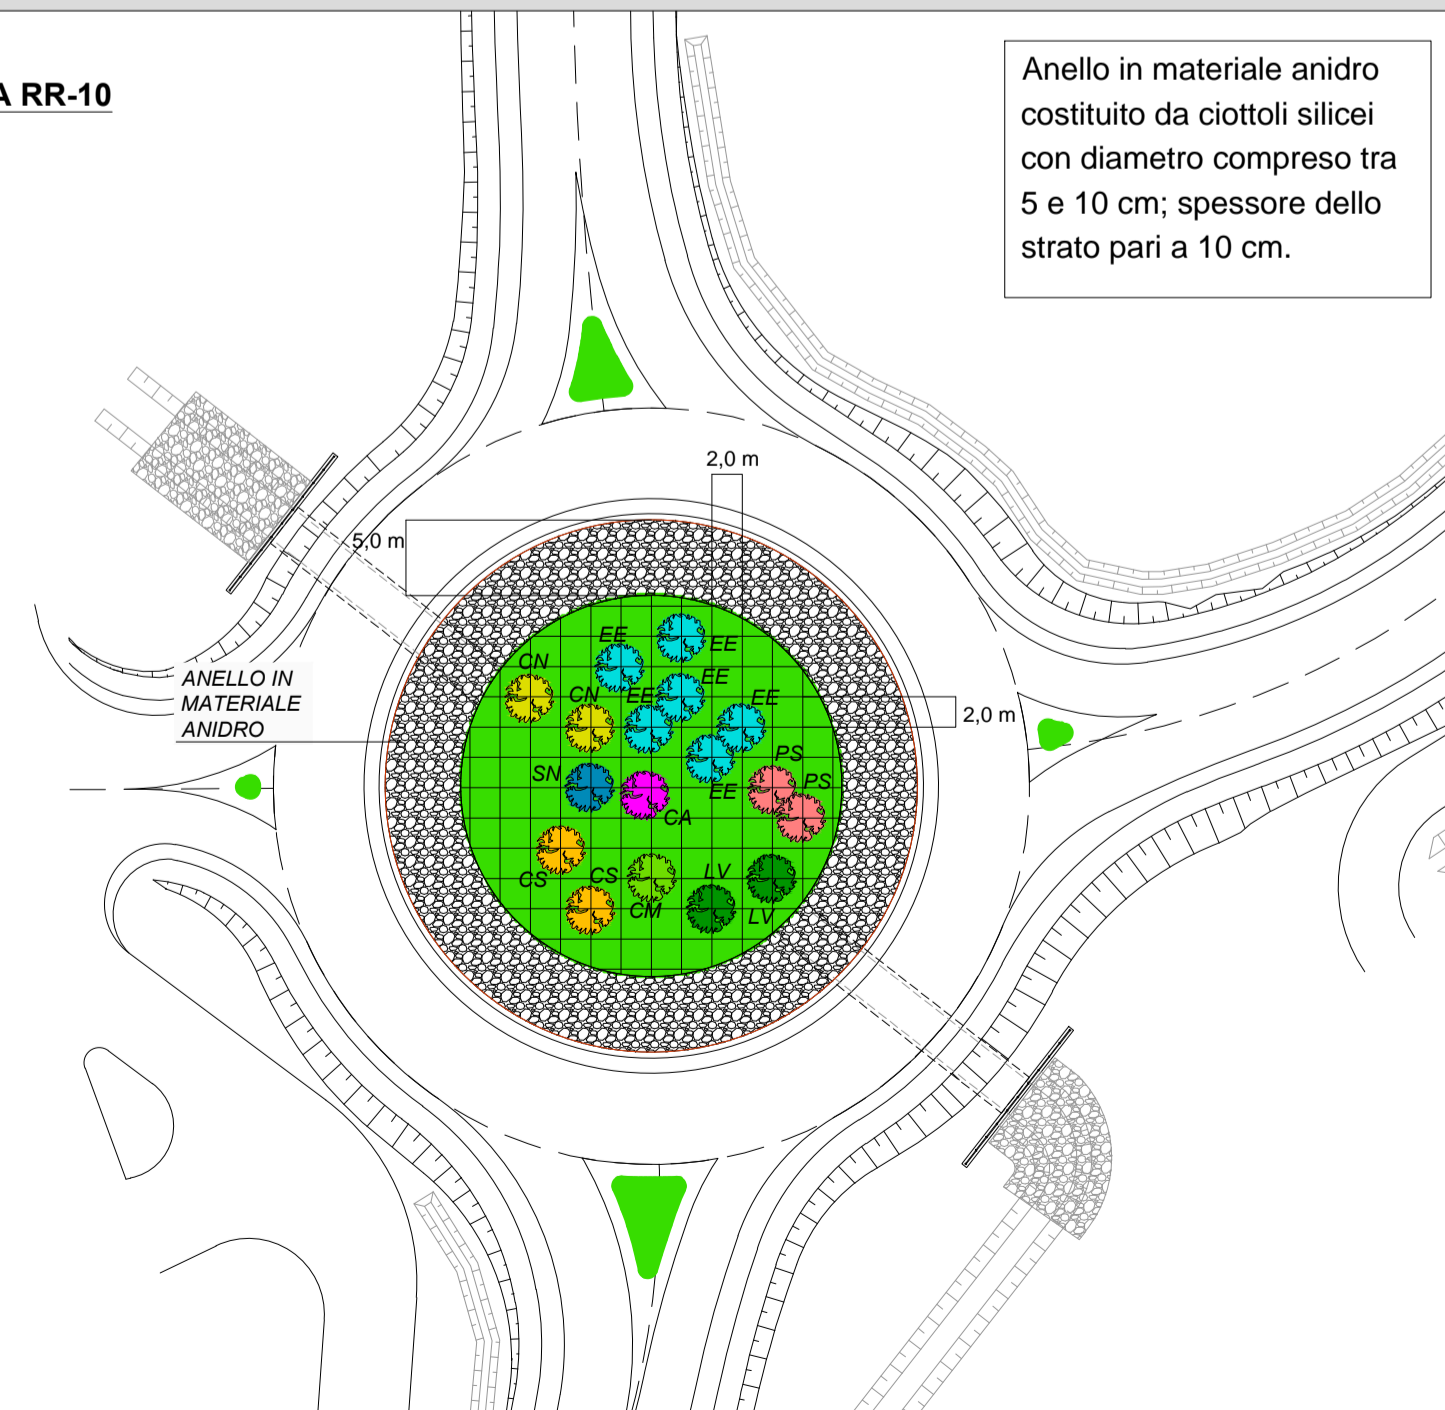 A RR-10
Anello in materiale anidro
costituito da ciottoli silicei
con diametro compreso tra
5 e 10 cm; spessore dello
strato pari a 10 cm.
2,0 m
5,0 m
EE
EE
CN
EE
CN
EE
EE
2,0 m
ANELLO IN
MATERIALE
ANIDRO
PS
SN
PS
EE
CA
CS
CS
LV
CM
LV